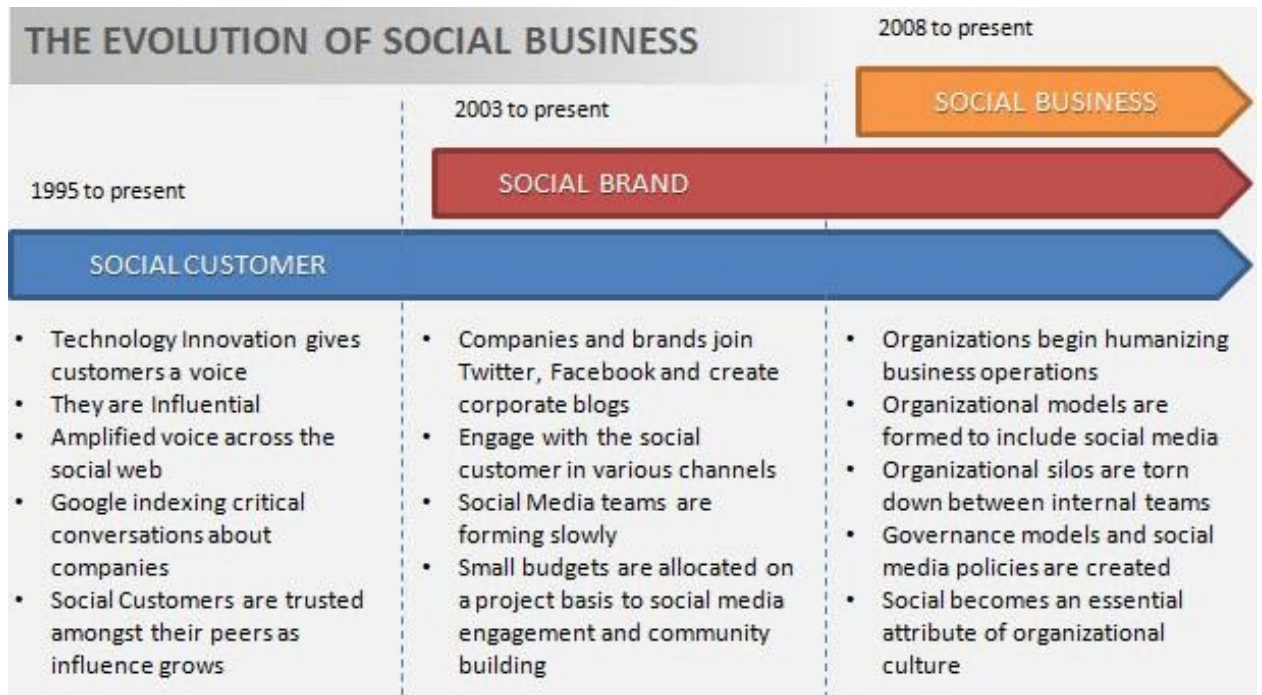 THE EVOLUTION OF SOCIAL BUSINESS
2008 to present
SOCIAL BUSINESS
2003 to present
SOCIAL BRAND
1995 to present
SOCIAL CUSTOMER
• Technology Innovation gives
customers a voice
• They are Influential
• Amplified voice across the
social web
• Google indexing critical
conversations about
companies
• Social Customers are trusted
amongst their peers as
influence grows
• Companies and brands join
Twitter, Facebook and create
corporate blogs
• Engage with the social
customer in various channels
• Social Media teams are
forming slowly
• Small budgets are allocated on
a project basis to social media
engagement and community
building
• Organizations begin humanizing
business operations
• Organizational models are
formed to include social media
• Organizational silos are torn
down between internal teams
• Governance models and social
media policies are created
• Social becomes an essential
attribute of organizational
culture